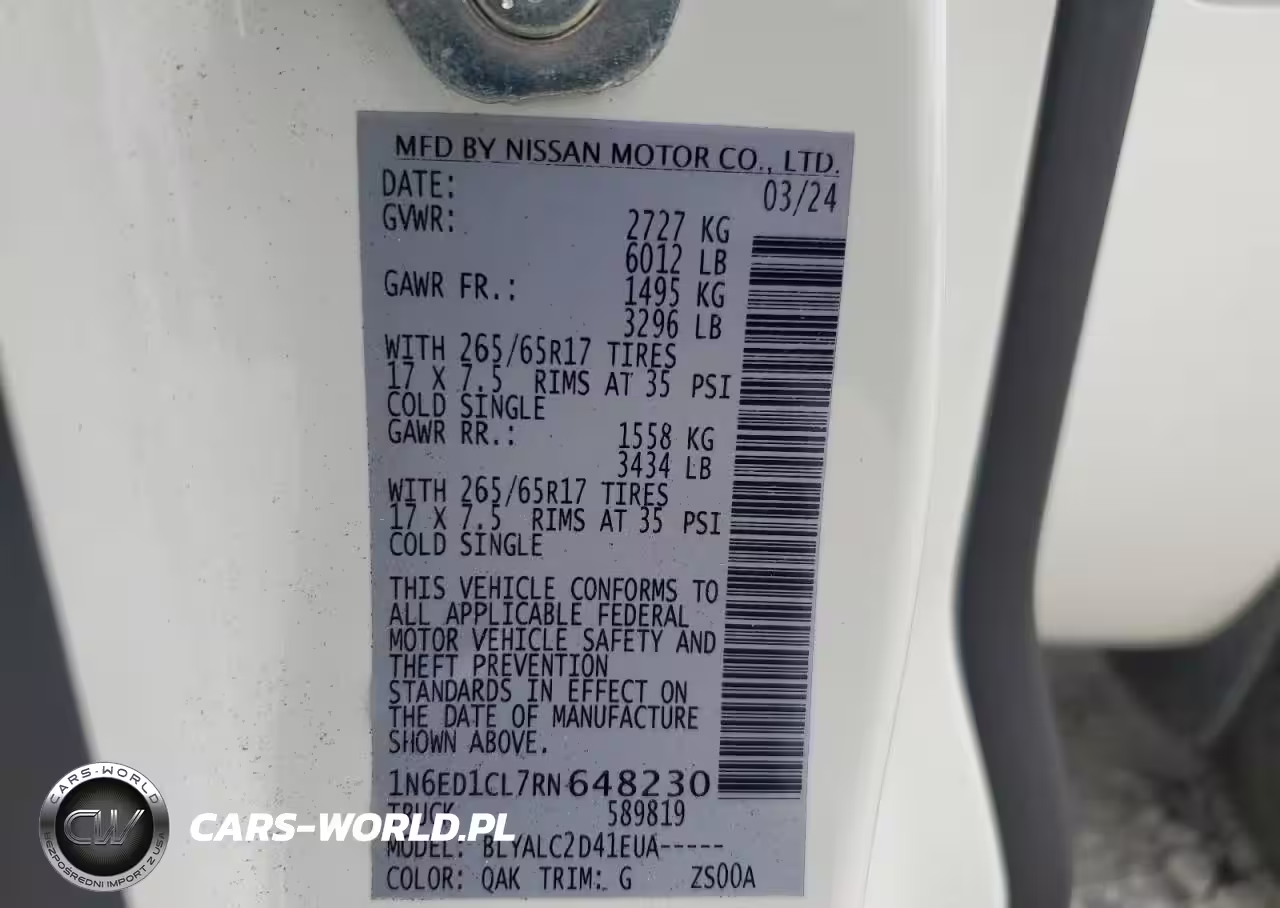 MFD BY NISSAN MOTOR CO., LTD.
DATE: 03/24
GVWR: 2727 KG
6012 LB
GAWR FR.: 1495 KG
3296 LB
WITH 265/65R17 TIRES
17 X 7.5 RIMS AT 35 PSI
COLD SINGLE
GAWR RR.: 1558 KG
3434 LB
WITH 265/65R17 TIRES
17 X 7.5 RIMS AT 35 PSI
COLD SINGLE
THIS VEHICLE CONFORMS TO
ALL APPLICABLE FEDERAL
MOTOR VEHICLE SAFETY AND
THEFT PREVENTION
STANDARDS IN EFFECT ON
THE DATE OF MANUFACTURE
SHOWN ABOVE.
1N6ED1CL7RN648230
TRUCK 589819
MODEL: BLYALC2D41EUA-----
COLOR: QAK TRIM: G ZS00A
CARS-WORLD
CW
BEZPOŚREDNI IMPORT Z USA
CARS-WORLD.PL